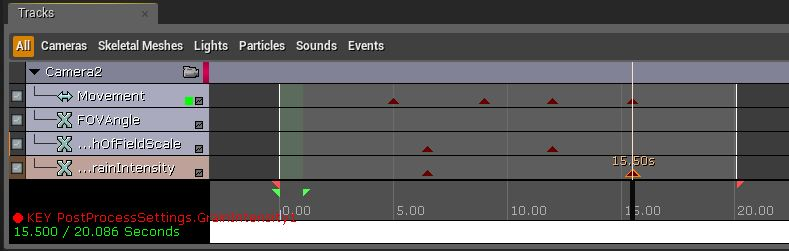 Tracks ×
All Cameras Skeletal Meshes Lights Particles Sounds Events
Camera2
Movement
FOVAngle
...hOfFieldScale
...rainIntensity
15.50s
0.00 5.00 10.00 15.00 20.00
KEY PostProcessSettings.GrainIntensity1
15.500 / 20.086 Seconds